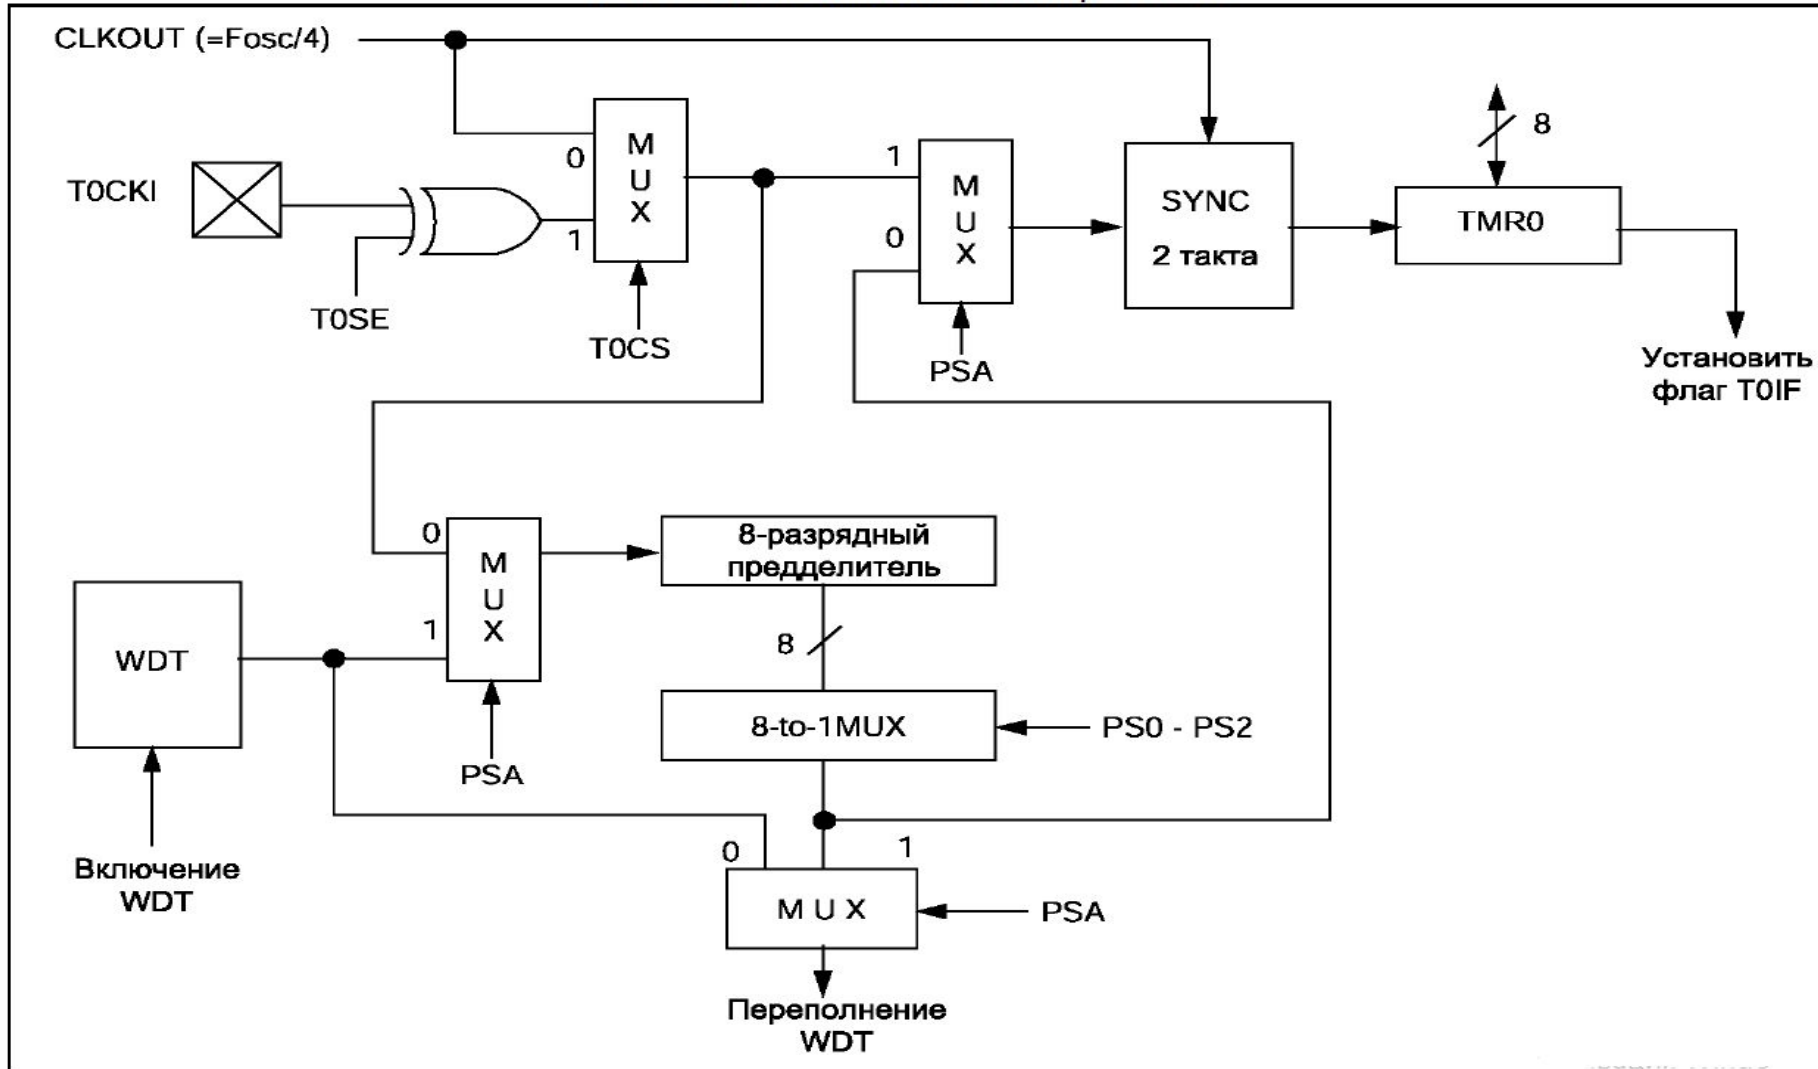 CLKOUT (=Fosc/4)
T0CKI
T0SE
0
1
M
U
X
T0CS
1
0
M
U
X
PSA
SYNC
2 такта
8
TMR0
Установить
флаг T0IF
0
1
M
U
X
PSA
8-разрядный
предделитель
8
8-to-1MUX
PS0 - PS2
WDT
Включение
WDT
0
1
M U X
PSA
Переполнение
WDT